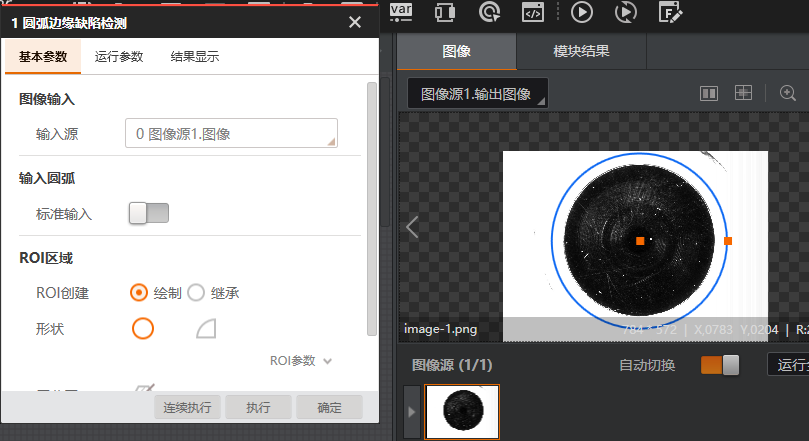 var
1 圆弧边缘缺陷检测
基本参数 运行参数 结果显示
图像输入
输入源 0 图像源1.图像
输入圆弧
标准输入
ROI区域
ROI创建 绘制 继承
形状
ROI参数
连续执行 执行 确定
图像 模块结果
图像源1.输出图像
image-1.png 784 * 572 | X,0783 Y,0204 | R:2
图像源 (1/1) 自动切换 运行全